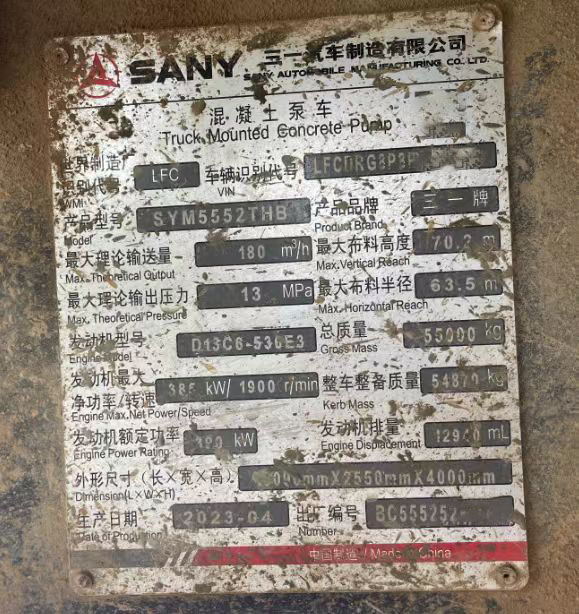 SANY 三一汽车制造有限公司
SANY AUTOMOBILE MANUFACTURING CO., LTD.
混凝土泵车
Truck Mounted Concrete Pump
世界制造厂 LFC 车辆识别代号
识别代号
WMI VIN
产品型号 SYM5552THB 产品品牌 三一牌
Model Product Brand
最大理论输送量 180 m³/h 最大布料高度 m
Max. Theoretical Output Max. Vertical Reach
最大理论输出压力 13 MPa 最大布料半径 63.5 m
Max. Theoretical Pressure Max. Horizontal Reach
发动机型号 总质量 55000 kg
Engine Model Gross Mass
发动机最大
净功率/转速 kW/ 1900 r/min 整车整备质量 kg
Engine Max. Net Power/Speed Kerb Mass
发动机额定功率 kW 发动机排量 mL
Engine Power Rating Engine Displacement
外形尺寸（长×宽×高） mmX2550mmX4000mm
Dimension(L×W×H)
生产日期 2023-04 出厂编号
Date of Production Number
中国制造 / Made in China